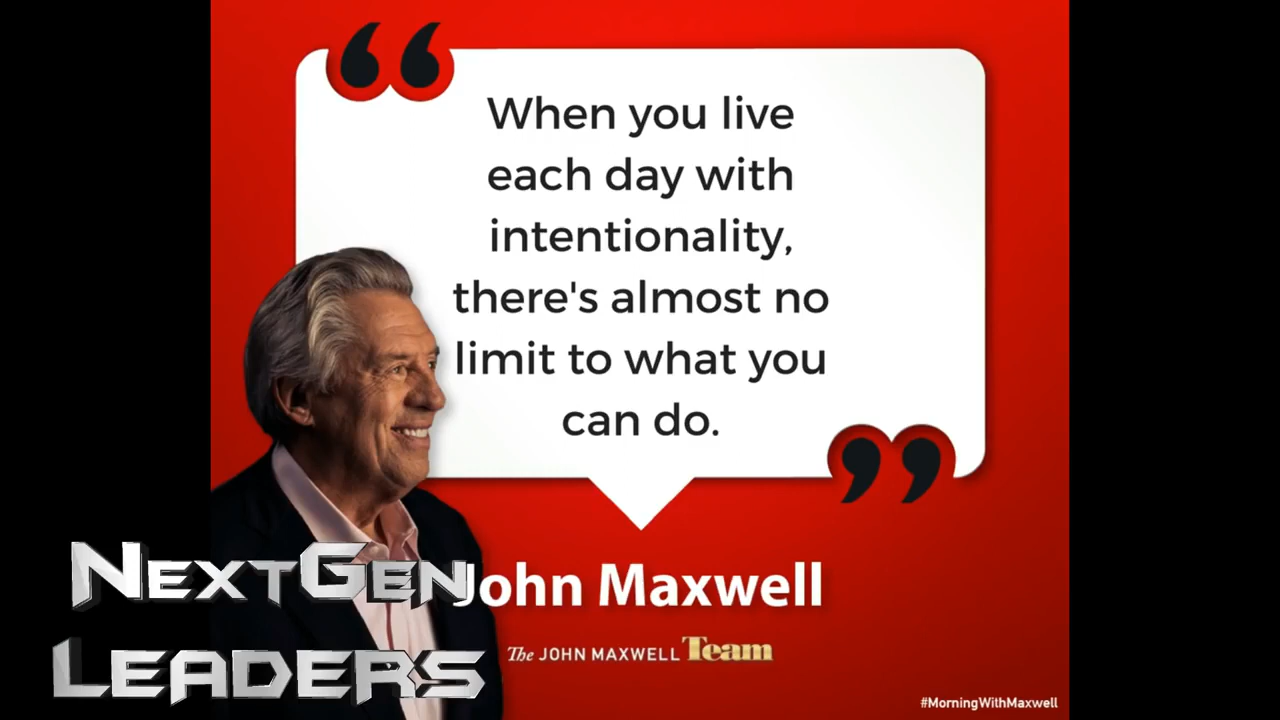 When you live
each day with
intentionality,
there's almost no
limit to what you
can do.
John Maxwell
The JOHN MAXWELL Team
NEXTGEN
LEADERS
#MorningWithMaxwell